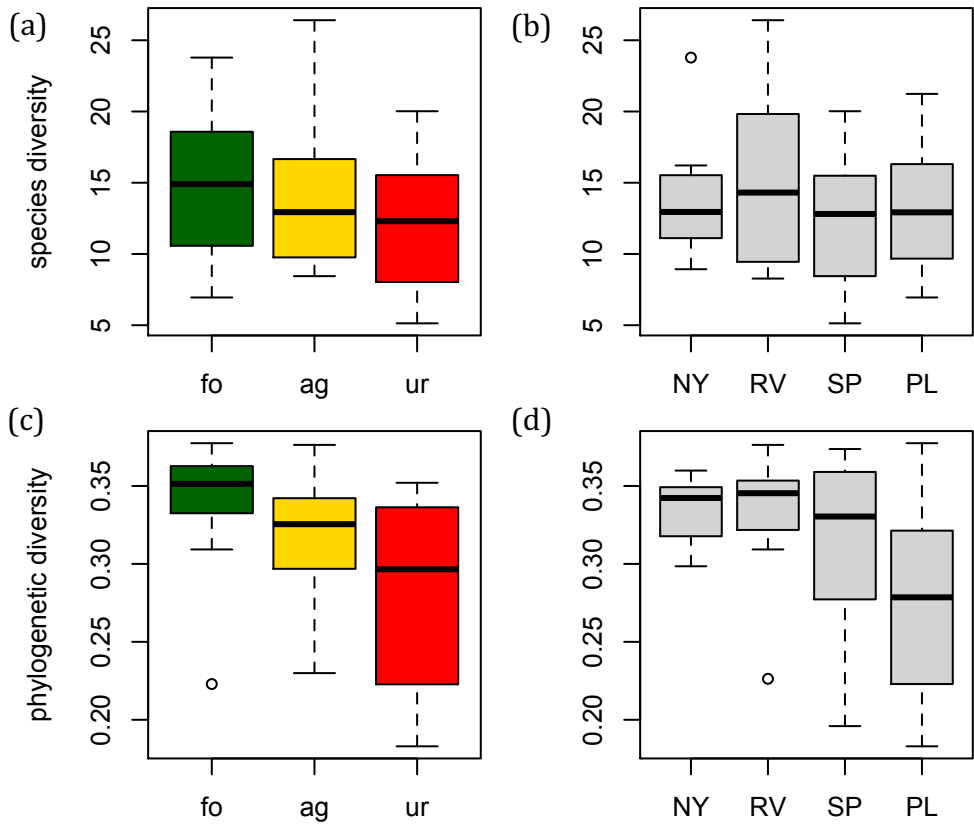 (a)
species diversity
25
20
15
10
5
fo ag ur
(b)
25
20
15
10
5
NY RV SP PL
(c)
phylogenetic diversity
0.35
0.30
0.25
0.20
fo ag ur
(d)
0.35
0.30
0.25
0.20
NY RV SP PL